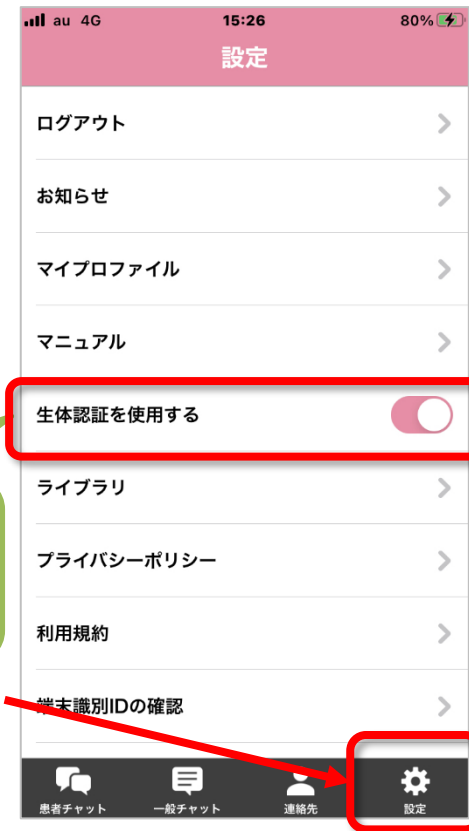 au 4G 15:26 80%
設定
ログアウト
お知らせ
マイプロファイル
マニュアル
生体認証を使用する
ライブラリ
プライバシーポリシー
利用規約
端末識別IDの確認
患者チャット 一般チャット 連絡先 設定